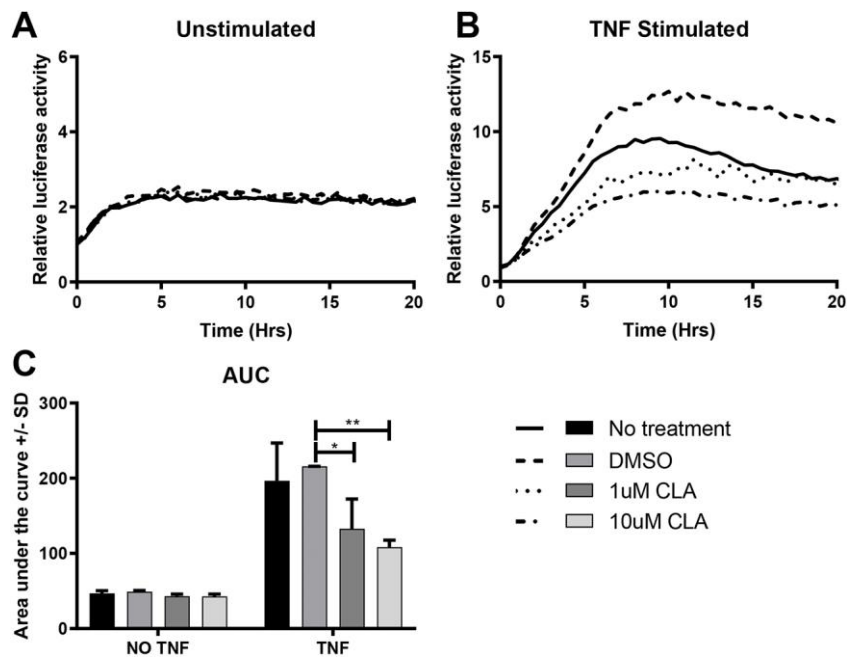 A
Unstimulated
Relative luciferase activity
6
4
2
0
0 5 10 15 20
Time (Hrs)
B
TNF Stimulated
Relative luciferase activity
15
10
5
0
0 5 10 15 20
Time (Hrs)
C
AUC
Area under the curve +/- SD
300
200
100
0
**
*
NO TNF TNF
No treatment
DMSO
1uM CLA
10uM CLA